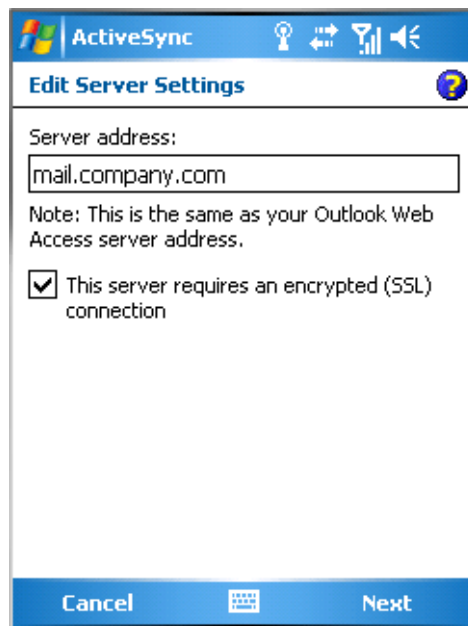 ActiveSync
Edit Server Settings
?
Server address:
mail.company.com
Note: This is the same as your Outlook Web
Access server address.
This server requires an encrypted (SSL)
connection
Cancel Next